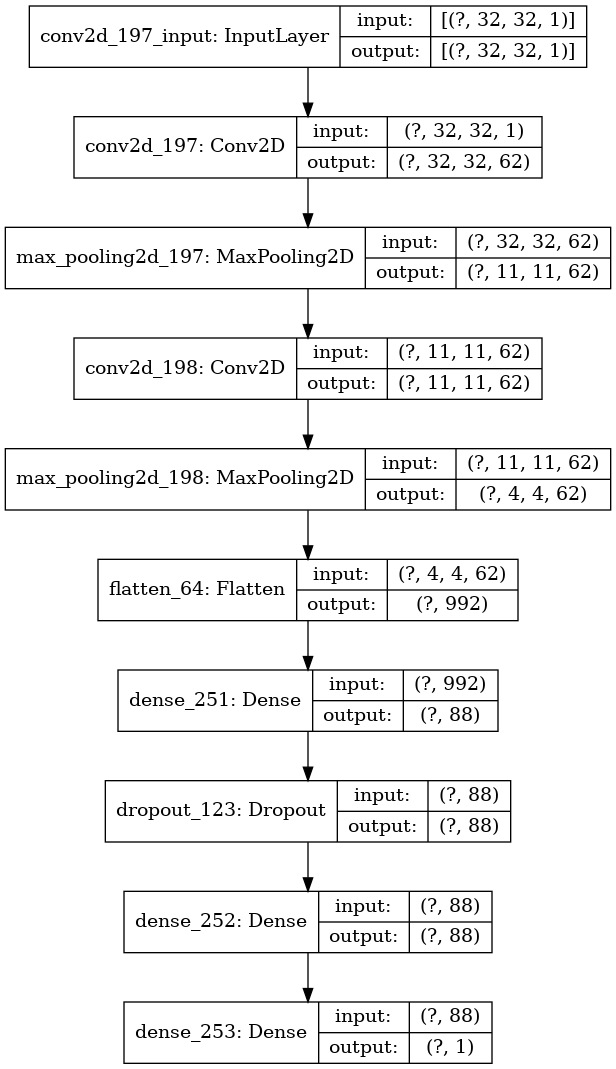 conv2d_197_input: InputLayer
input: [(?, 32, 32, 1)]
output: [(?, 32, 32, 1)]
conv2d_197: Conv2D
input: (?, 32, 32, 1)
output: (?, 32, 32, 62)
max_pooling2d_197: MaxPooling2D
input: (?, 32, 32, 62)
output: (?, 11, 11, 62)
conv2d_198: Conv2D
input: (?, 11, 11, 62)
output: (?, 11, 11, 62)
max_pooling2d_198: MaxPooling2D
input: (?, 11, 11, 62)
output: (?, 4, 4, 62)
flatten_64: Flatten
input: (?, 4, 4, 62)
output: (?, 992)
dense_251: Dense
input: (?, 992)
output: (?, 88)
dropout_123: Dropout
input: (?, 88)
output: (?, 88)
dense_252: Dense
input: (?, 88)
output: (?, 88)
dense_253: Dense
input: (?, 88)
output: (?, 1)